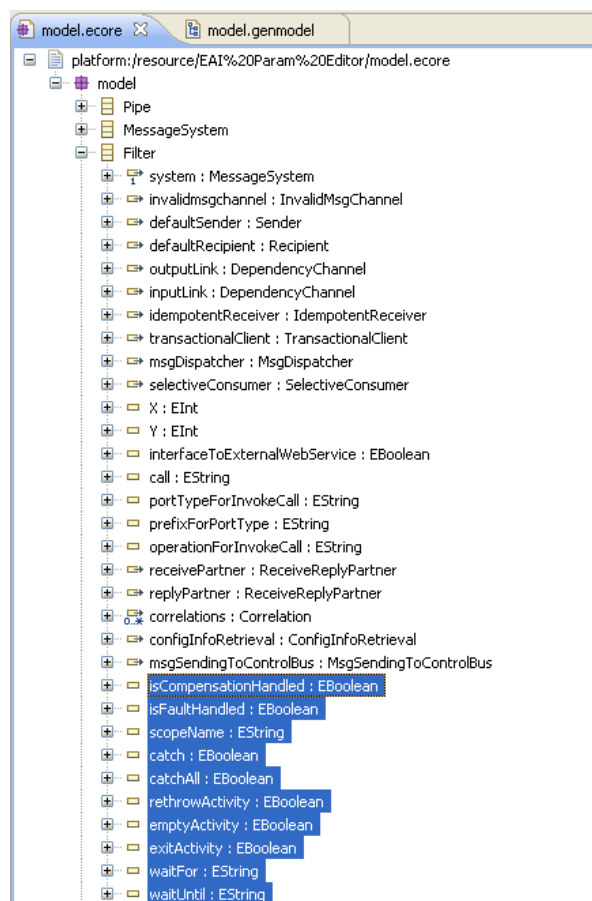 model.ecore
model.genmodel
platform:/resource/EAI%20Param%20Editor/model.ecore
model
Pipe
MessageSystem
Filter
1 system : MessageSystem
invalidmsgchannel : InvalidMsgChannel
defaultSender : Sender
defaultRecipient : Recipient
outputLink : DependencyChannel
inputLink : DependencyChannel
idempotentReceiver : IdempotentReceiver
transactionalClient : TransactionalClient
msgDispatcher : MsgDispatcher
selectiveConsumer : SelectiveConsumer
X : EInt
Y : EInt
interfaceToExternalWebService : EBoolean
call : EString
portTypeForInvokeCall : EString
prefixForPortType : EString
operationForInvokeCall : EString
receivePartner : ReceiveReplyPartner
replyPartner : ReceiveReplyPartner
0..* correlations : Correlation
configInfoRetrieval : ConfigInfoRetrieval
msgSendingToControlBus : MsgSendingToControlBus
isCompensationHandled : EBoolean
isFaultHandled : EBoolean
scopeName : EString
catch : EBoolean
catchAll : EBoolean
rethrowActivity : EBoolean
emptyActivity : EBoolean
exitActivity : EBoolean
waitFor : EString
waitUntil : EString